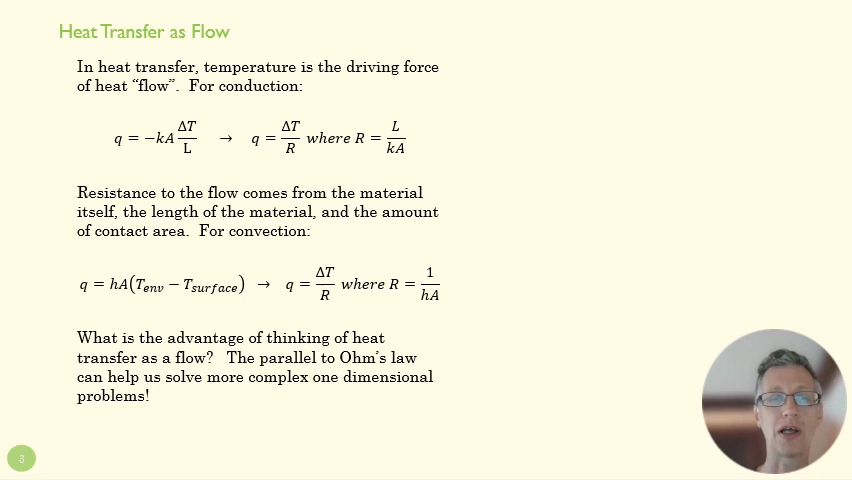 Heat Transfer as Flow
In heat transfer, temperature is the driving force
of heat “flow”.  For conduction:
q = −kA ΔT/L → q = ΔT/R where R = L/kA
Resistance to the flow comes from the material
itself, the length of the material, and the amount
of contact area.  For convection:
q = hA(T_env − T_surface) → q = ΔT/R where R = 1/hA
What is the advantage of thinking of heat
transfer as a flow?   The parallel to Ohm’s law
can help us solve more complex one dimensional
problems!
3